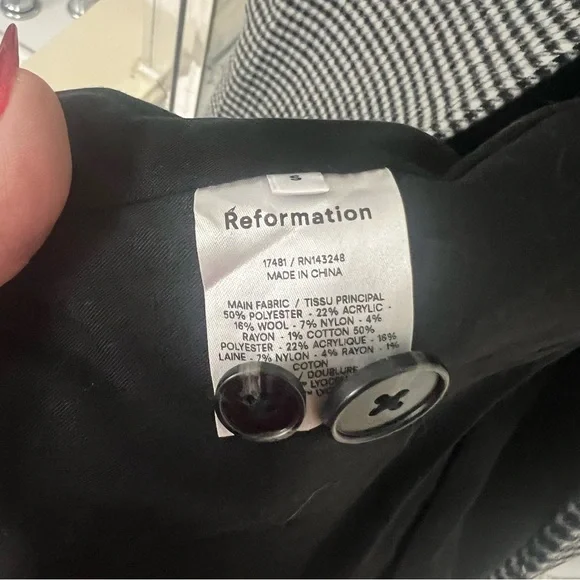 S
Reformation
17481 / RN143248
MADE IN CHINA
MAIN FABRIC / TISSU PRINCIPAL
50% POLYESTER - 22% ACRYLIC -
16% WOOL - 7% NYLON - 4%
RAYON - 1% COTTON 50%
POLYESTER - 22% ACRYLIQUE - 16%
LAINE - 7% NYLON - 4% RAYON - 1%
COTON
/ DOUBLURE